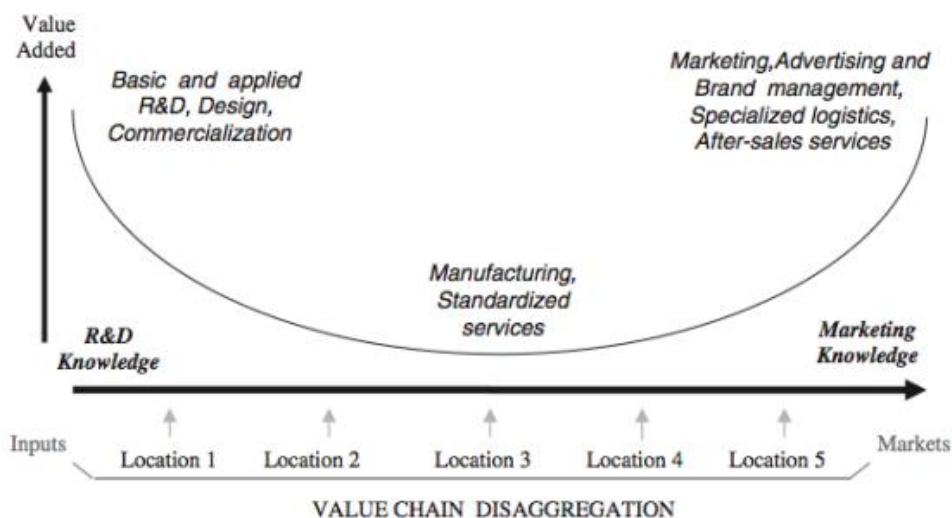 Value
Added
Basic and applied
R&D, Design,
Commercialization
Marketing,Advertising and
Brand management,
Specialized logistics,
After-sales services
Manufacturing,
Standardized
services
R&D
Knowledge
Marketing
Knowledge
Inputs
Location 1
Location 2
Location 3
Location 4
Location 5
Markets
VALUE CHAIN DISAGGREGATION